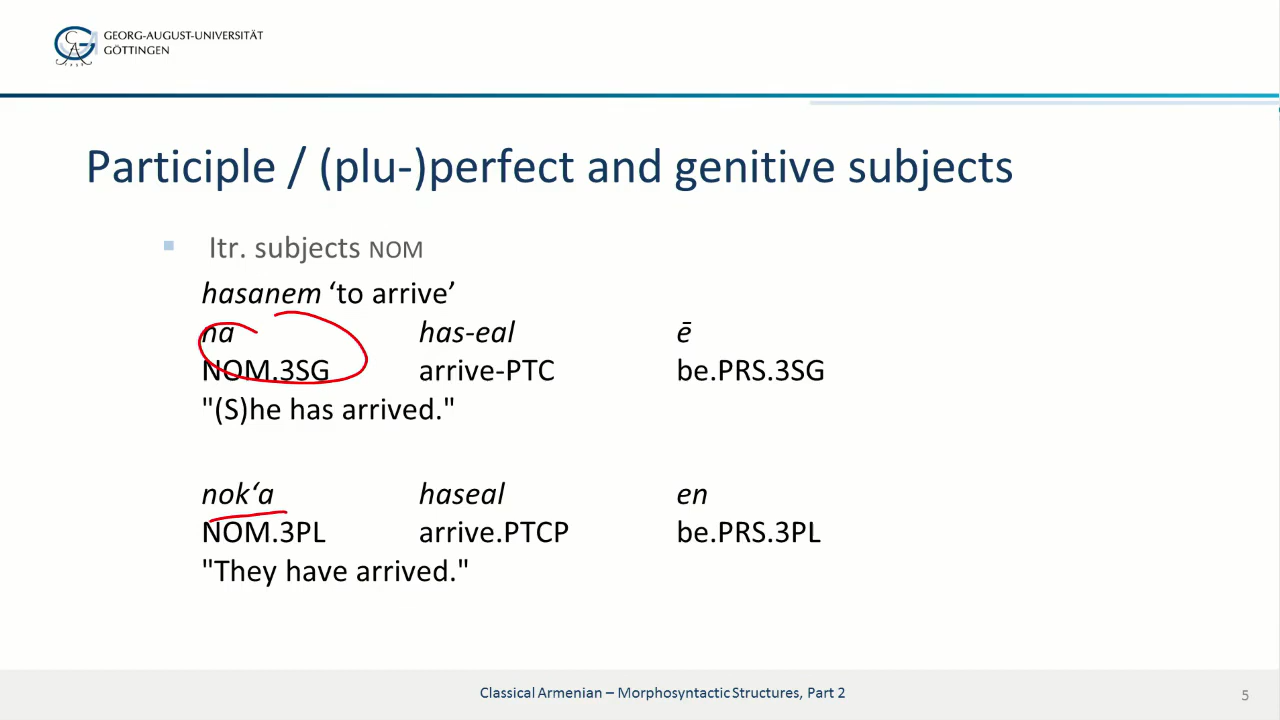 GEORG-AUGUST-UNIVERSITÄT
GÖTTINGEN
Participle / (plu-)perfect and genitive subjects
Itr. subjects NOM
hasanem ‘to arrive’
na has-eal ē
NOM.3SG arrive-PTC be.PRS.3SG
"(S)he has arrived."
nok‘a haseal en
NOM.3PL arrive.PTCP be.PRS.3PL
"They have arrived."
Classical Armenian – Morphosyntactic Structures, Part 2
5